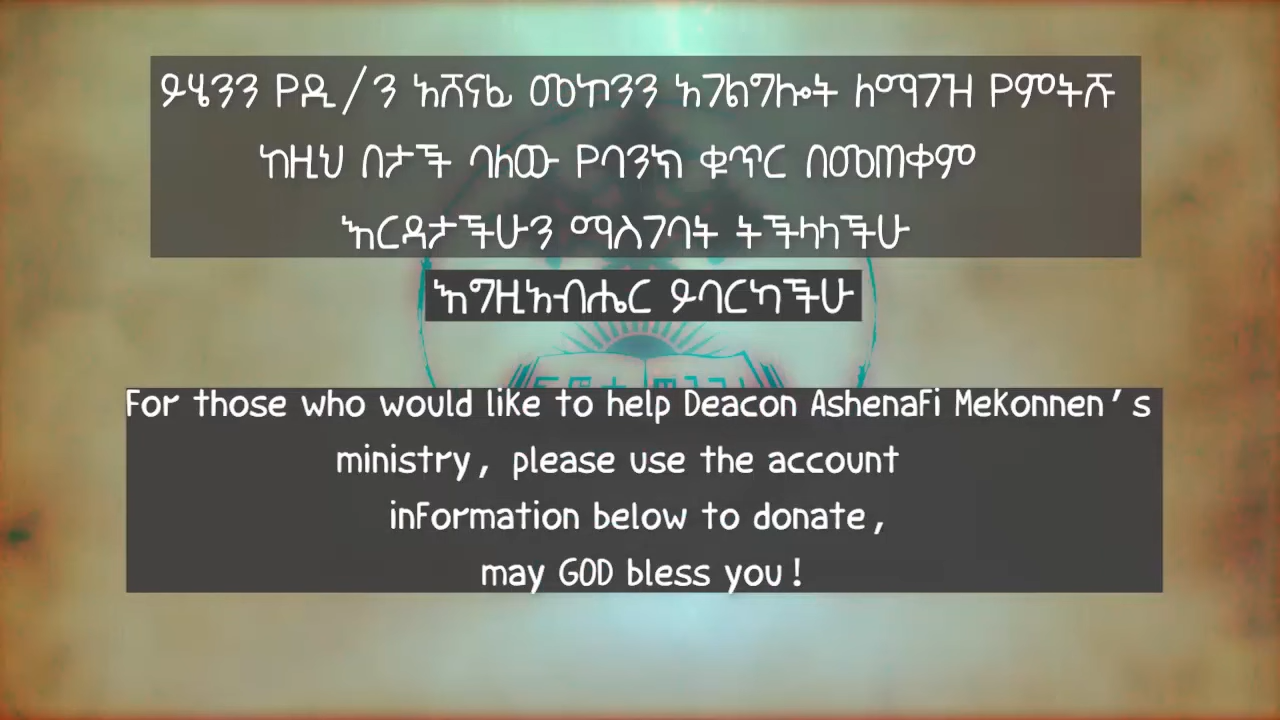 ይሄንን የዲ/ን አሸናፊ መኮንን አገልግሎት ለማገዝ የምትሹ
ከዚህ በታች ባለው የባንክ ቁጥር በመጠቀም
እርዳታችሁን ማስገባት ትችላላችሁ
እግዚአብሔር ይባርካችሁ
For those who would like to help Deacon Ashenafi Mekonnen's
ministry, please use the account
information below to donate,
may GOD bless you!